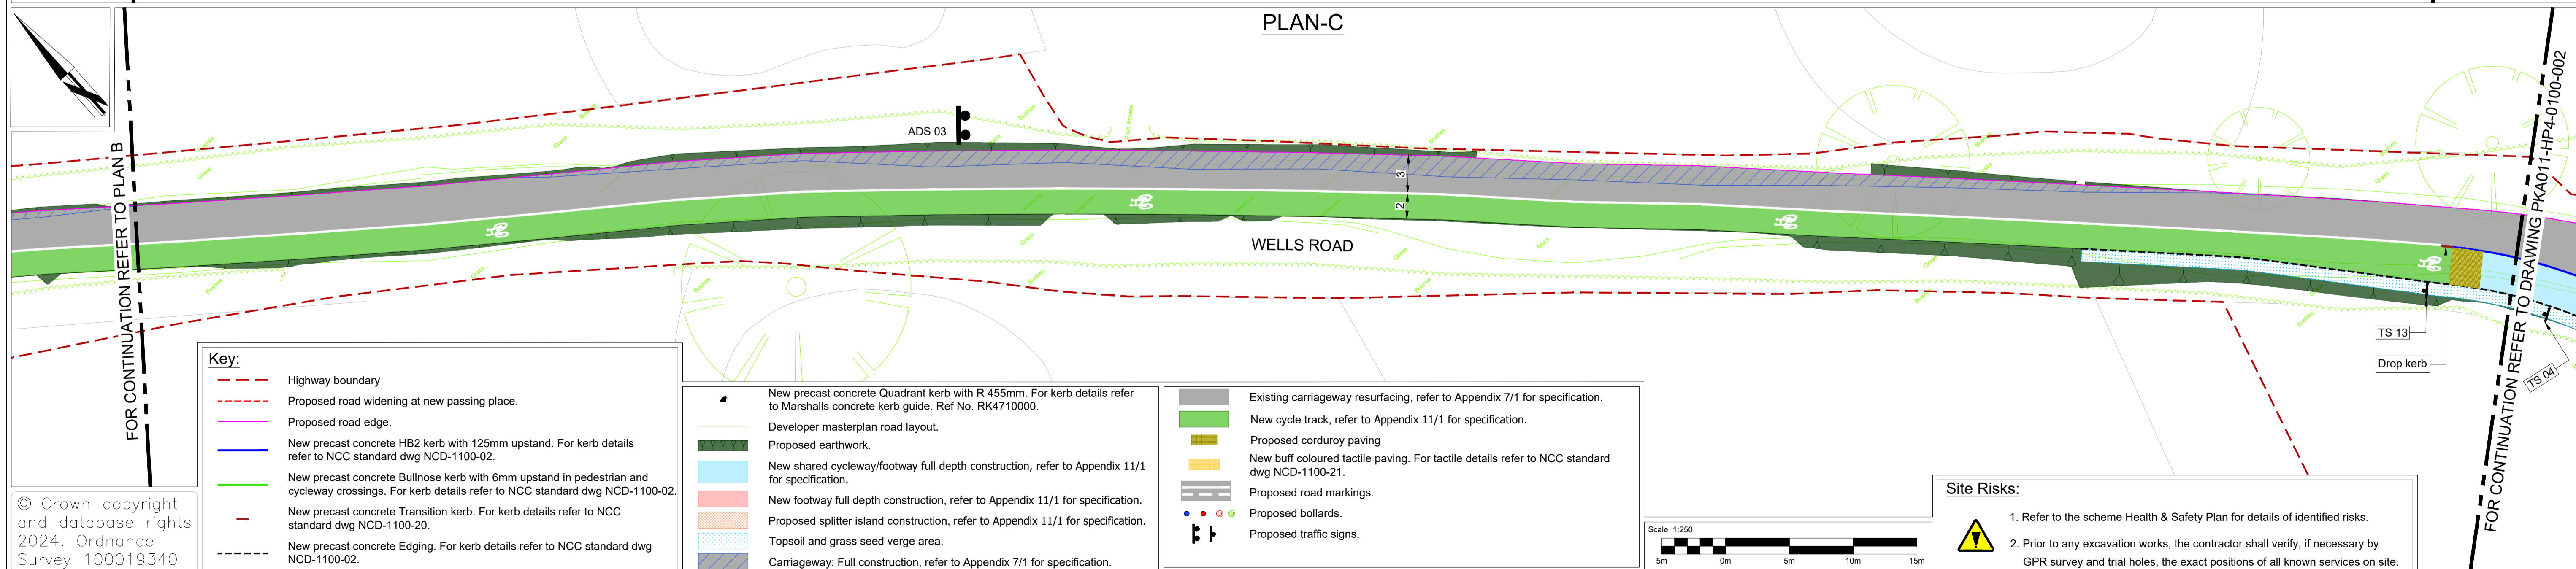 PLAN-C
FOR CONTINUATION REFER TO PLAN B
ADS 03
3
2
WELLS ROAD
Grass
Bushes
Field Access
TS 13
Drop kerb
TS 04
FOR CONTINUATION REFER TO DRAWING PKA011-HP4-0100-002
Key:
Highway boundary
Proposed road widening at new passing place.
Proposed road edge.
New precast concrete HB2 kerb with 125mm upstand. For kerb details
refer to NCC standard dwg NCD-1100-02.
New precast concrete Bullnose kerb with 6mm upstand in pedestrian and
cycleway crossings. For kerb details refer to NCC standard dwg NCD-1100-02.
New precast concrete Transition kerb. For kerb details refer to NCC
standard dwg NCD-1100-20.
New precast concrete Edging. For kerb details refer to NCC standard dwg
NCD-1100-02.
New precast concrete Quadrant kerb with R 455mm. For kerb details refer
to Marshalls concrete kerb guide. Ref No. RK4710000.
Developer masterplan road layout.
Proposed earthwork.
New shared cycleway/footway full depth construction, refer to Appendix 11/1
for specification.
New footway full depth construction, refer to Appendix 11/1 for specification.
Proposed splitter island construction, refer to Appendix 11/1 for specification.
Topsoil and grass seed verge area.
Carriageway: Full construction, refer to Appendix 7/1 for specification.
Existing carriageway resurfacing, refer to Appendix 7/1 for specification.
New cycle track, refer to Appendix 11/1 for specification.
Proposed corduroy paving
New buff coloured tactile paving. For tactile details refer to NCC standard
dwg NCD-1100-21.
Proposed road markings.
Proposed bollards.
Proposed traffic signs.
Scale 1:250
5m 0m 5m 10m 15m
Site Risks:
1. Refer to the scheme Health & Safety Plan for details of identified risks.
2. Prior to any excavation works, the contractor shall verify, if necessary by
GPR survey and trial holes, the exact positions of all known services on site.
© Crown copyright
and database rights
2024. Ordnance
Survey 100019340